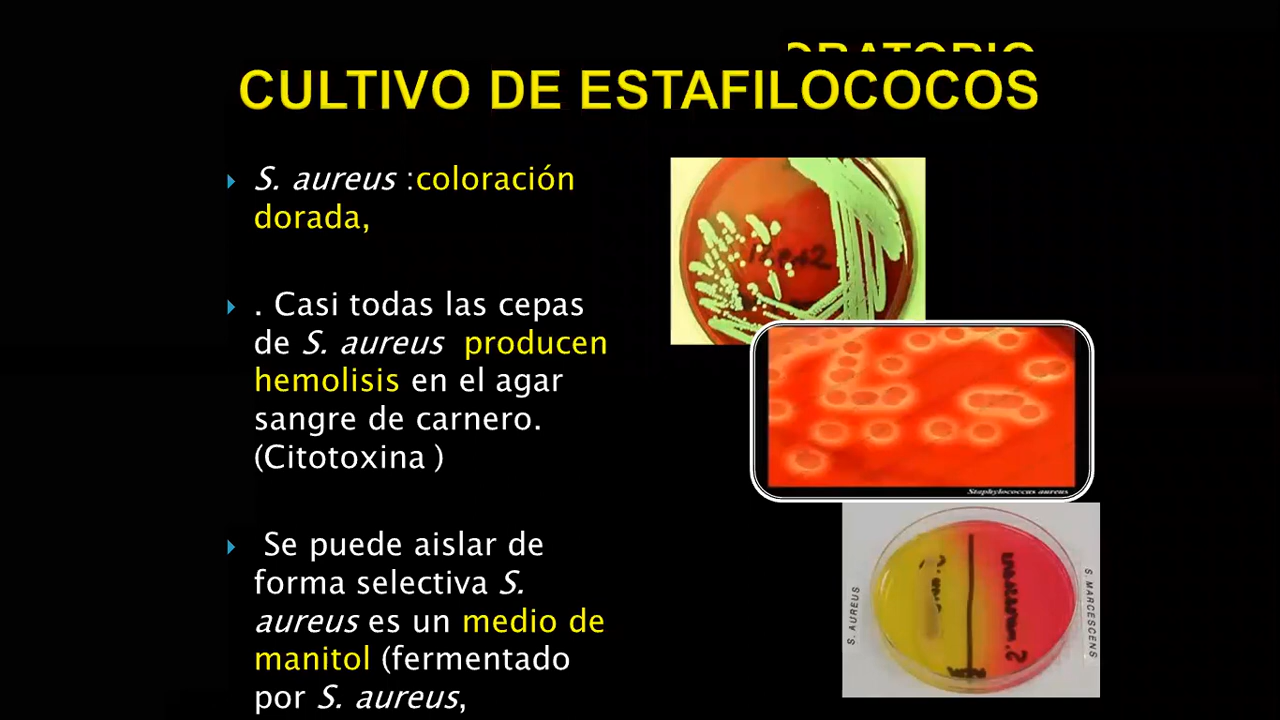 CULTIVO DE ESTAFILOCOCOS
S. aureus :coloración
dorada,
. Casi todas las cepas
de S. aureus producen
hemolisis en el agar
sangre de carnero.
(Citotoxina )
Se puede aislar de
forma selectiva S.
aureus es un medio de
manitol (fermentado
por S. aureus,
Staphylococcus aureus
S. AUREUS
S. MARCESCENS